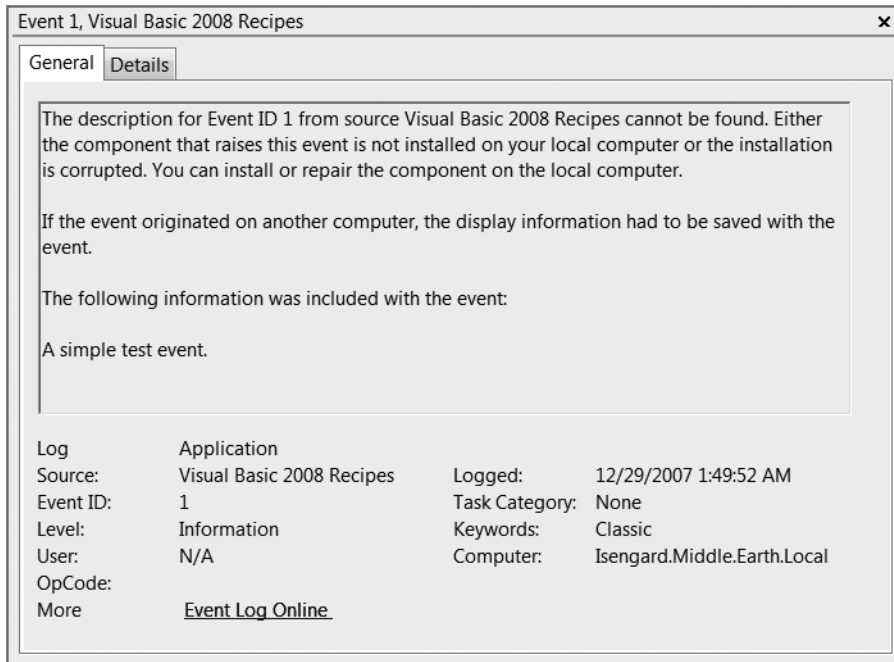 Event 1, Visual Basic 2008 Recipes
General Details
The description for Event ID 1 from source Visual Basic 2008 Recipes cannot be found. Either
the component that raises this event is not installed on your local computer or the installation
is corrupted. You can install or repair the component on the local computer.
If the event originated on another computer, the display information had to be saved with the
event.
The following information was included with the event:
A simple test event.
Log Application
Source: Visual Basic 2008 Recipes Logged: 12/29/2007 1:49:52 AM
Event ID: 1 Task Category: None
Level: Information Keywords: Classic
User: N/A Computer: Isengard.Middle.Earth.Local
OpCode:
More Event Log Online